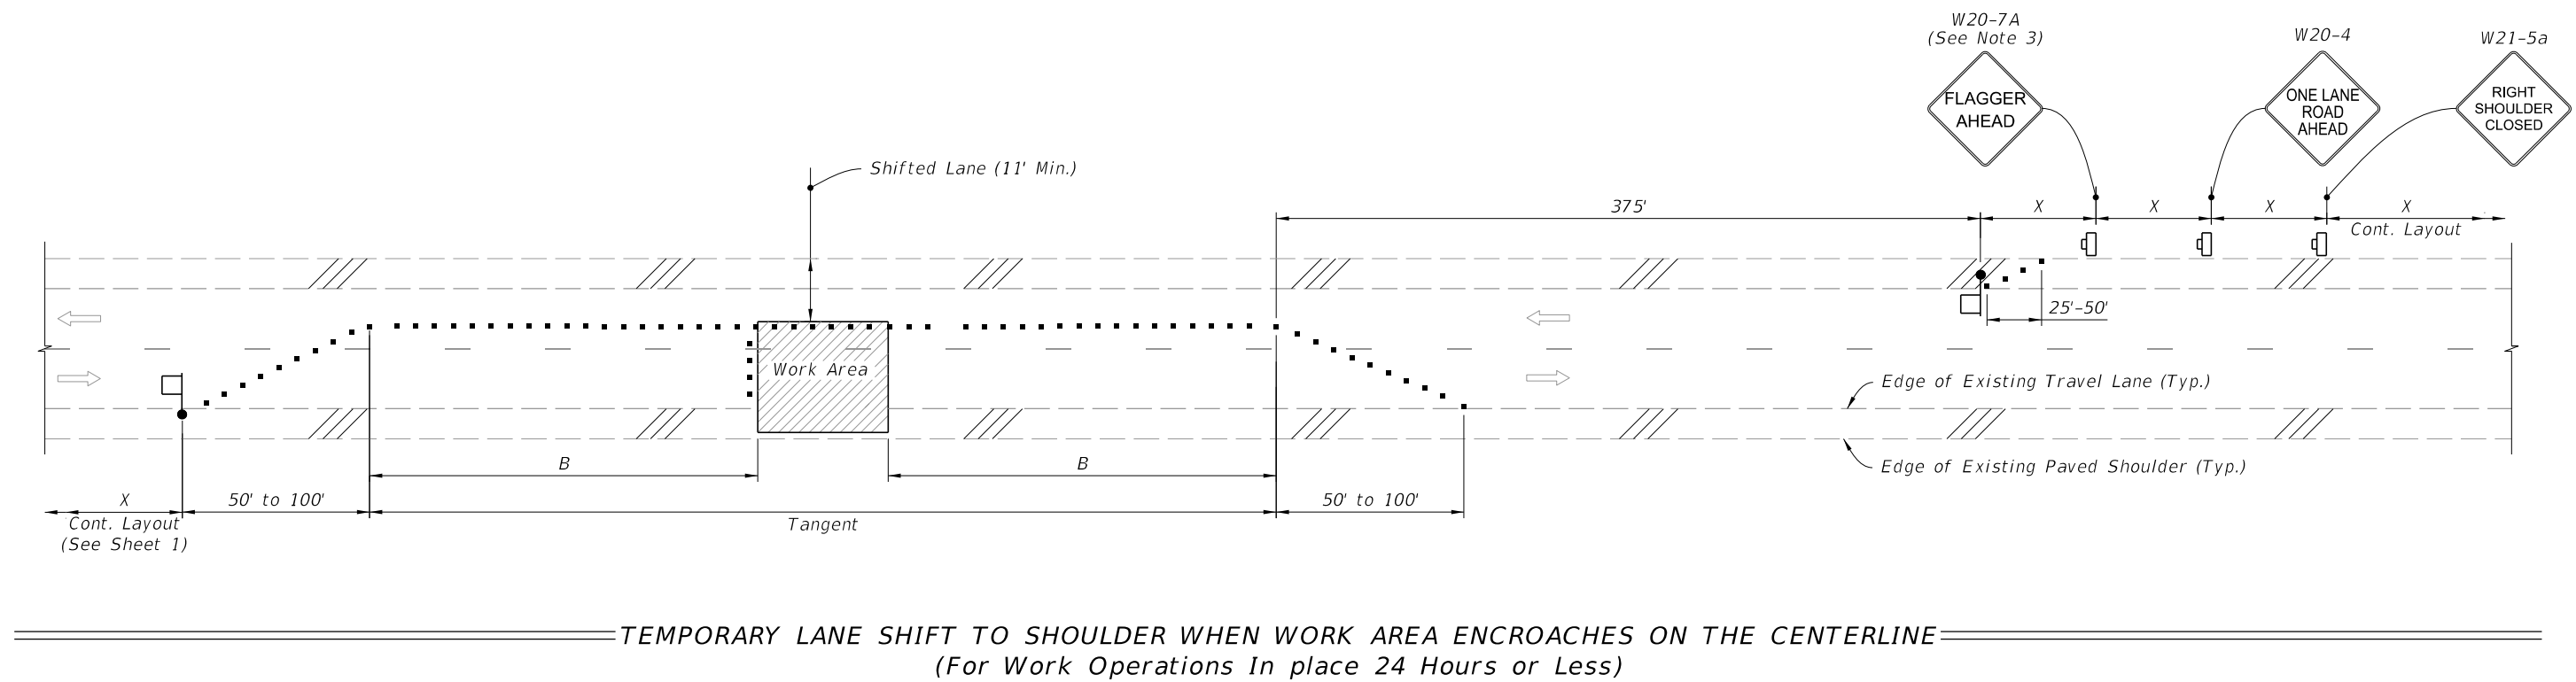 W20-7A
(See Note 3)
W20-4
W21-5a
FLAGGER
AHEAD
ONE LANE
ROAD
AHEAD
RIGHT
SHOULDER
CLOSED
Shifted Lane (11' Min.)
375'
X
X
X
X
Cont. Layout
25'-50'
Work Area
Edge of Existing Travel Lane (Typ.)
Edge of Existing Paved Shoulder (Typ.)
B
B
X
Cont. Layout
(See Sheet 1)
50' to 100'
Tangent
50' to 100'
TEMPORARY LANE SHIFT TO SHOULDER WHEN WORK AREA ENCROACHES ON THE CENTERLINE
(For Work Operations In place 24 Hours or Less)